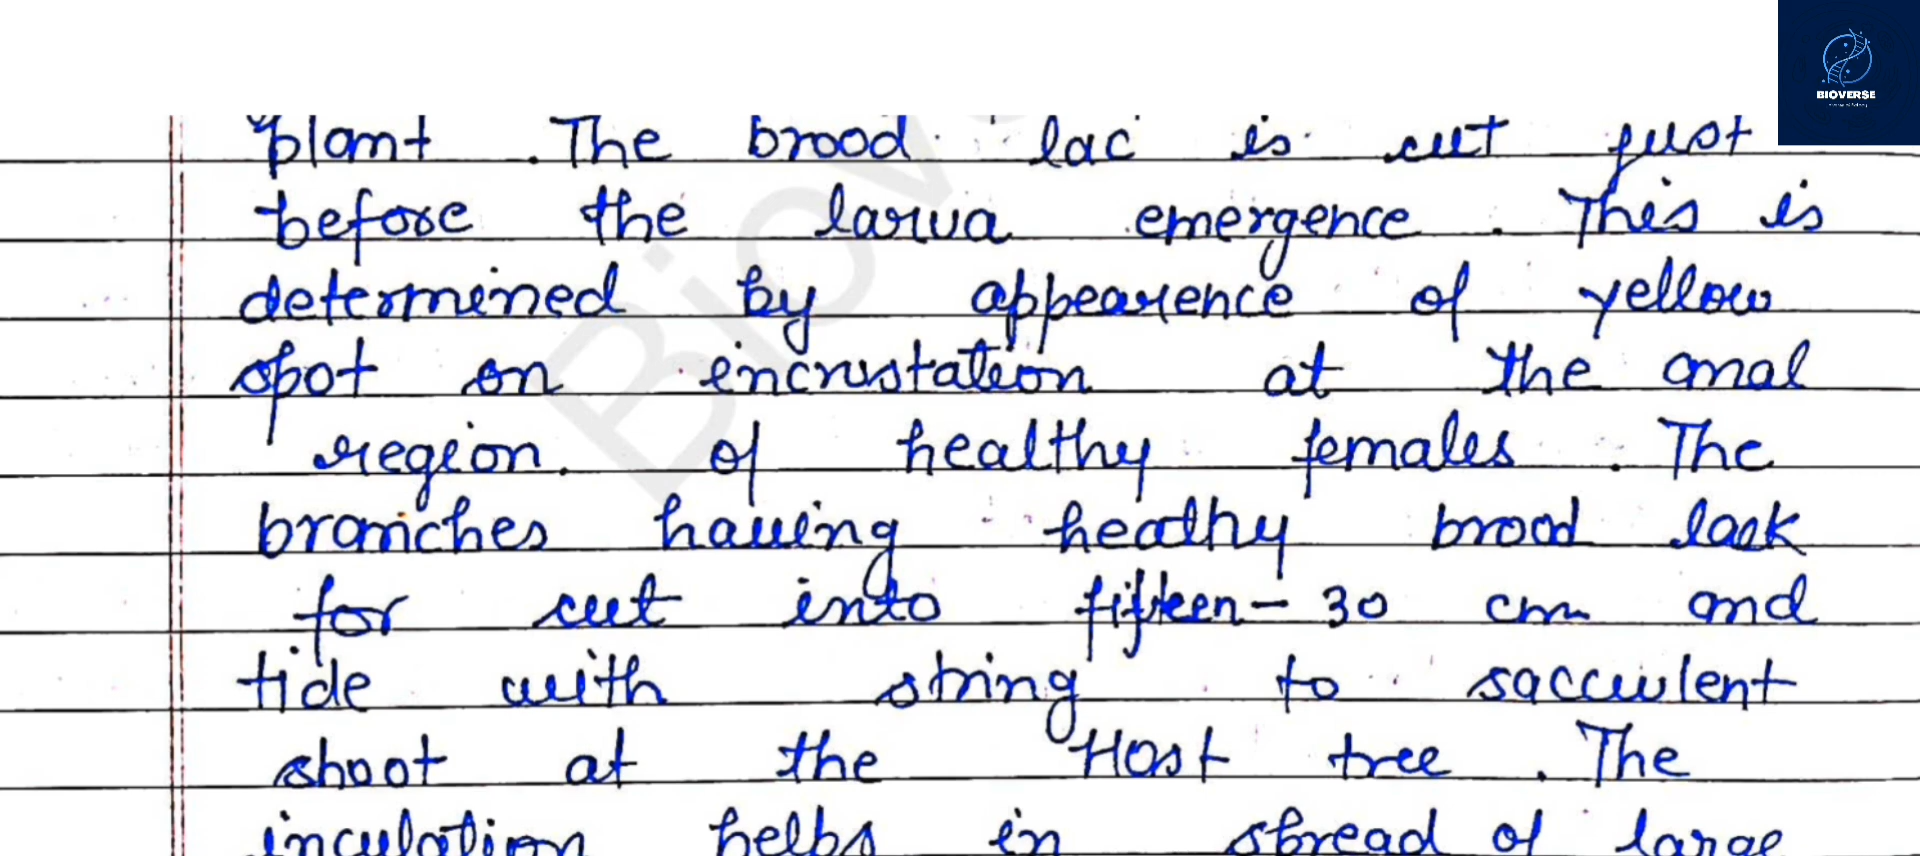 BIOVERSE
plant . The brood lac is cut just
before the larva emergence . This is
determined by appearence of yellow
spot on encrustation at the anal
region. of healthy females . The
branches having heathy brood lack
for cut into fifteen - 30 cm and
tide with string to sacculent
shoot at the Host tree . The
inculation helps in spread of large